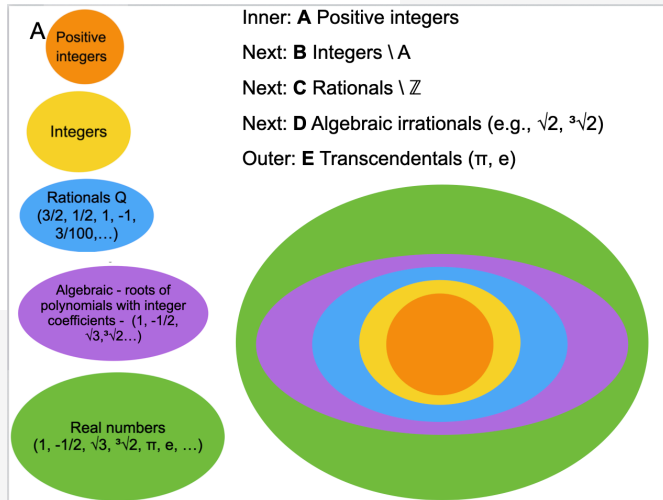 A
Positive
integers
Integers
Rationals Q
(3/2, 1/2, 1, -1,
3/100,…)
Algebraic - roots of
polynomials with integer
coefficients - (1, -1/2,
√3,³√2…)
Real numbers
(1, -1/2, √3, ³√2, π, e, …)
Inner: A Positive integers
Next: B Integers \ A
Next: C Rationals \ ℤ
Next: D Algebraic irrationals (e.g., √2, ³√2)
Outer: E Transcendentals (π, e)